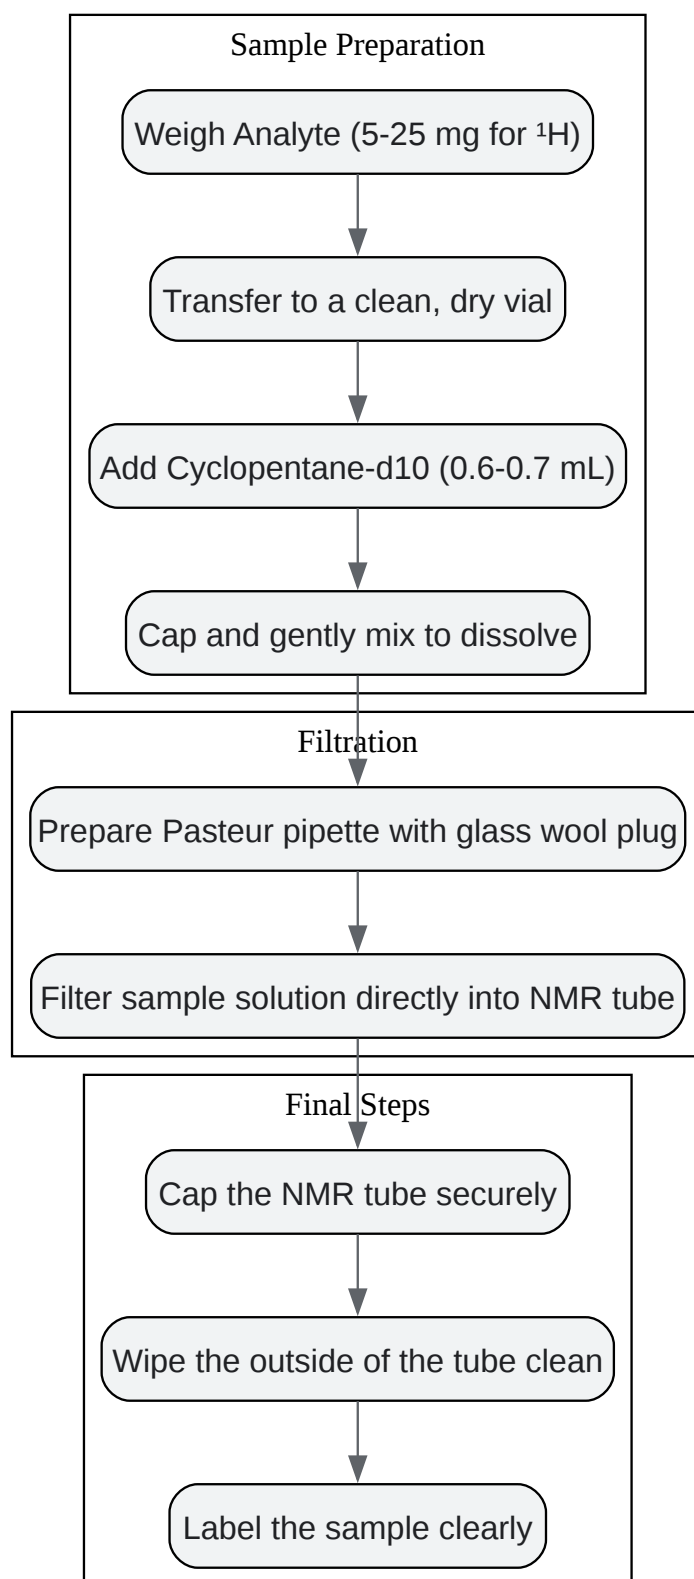 Sample Preparation
Weigh Analyte (5-25 mg for ¹H)
Transfer to a clean, dry vial
Add Cyclopentane-d10 (0.6-0.7 mL)
Cap and gently mix to dissolve
Filtration
Prepare Pasteur pipette with glass wool plug
Filter sample solution directly into NMR tube
Final Steps
Cap the NMR tube securely
Wipe the outside of the tube clean
Label the sample clearly